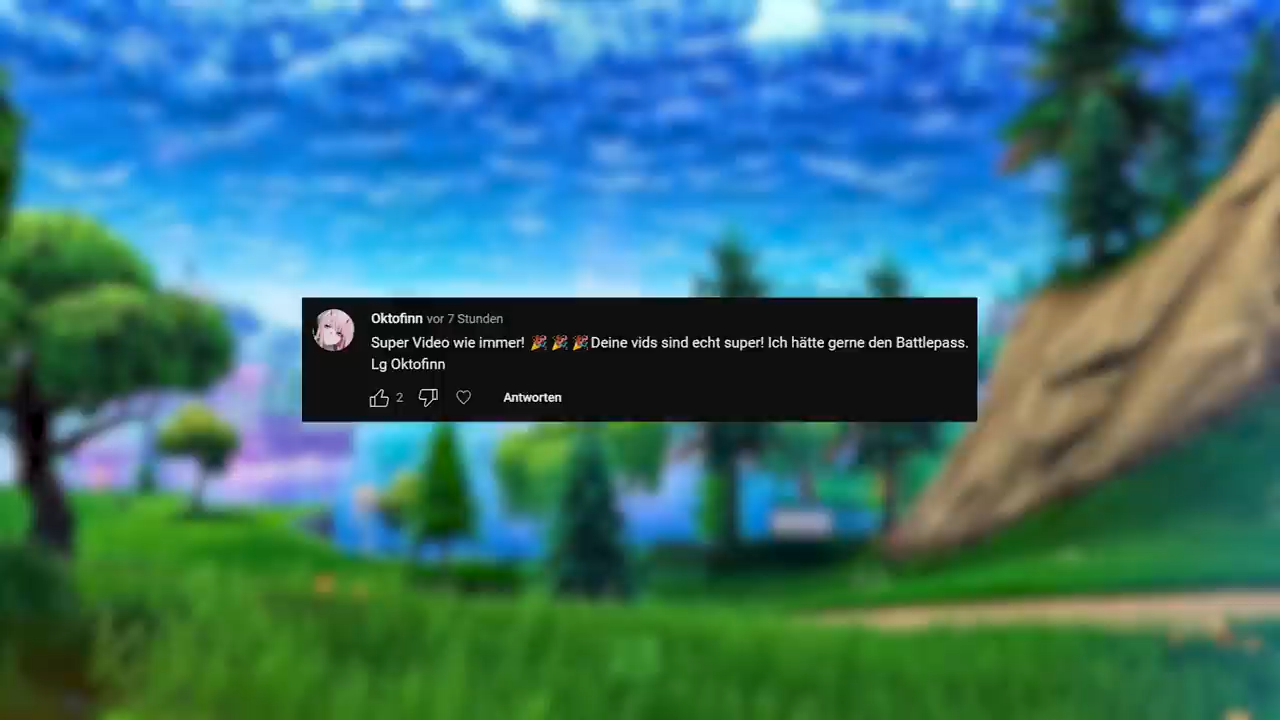 Oktofinn vor 7 Stunden
Super Video wie immer! 🎉🎉🎉Deine vids sind echt super! Ich hätte gerne den Battlepass.
Lg Oktofinn
2 Antworten